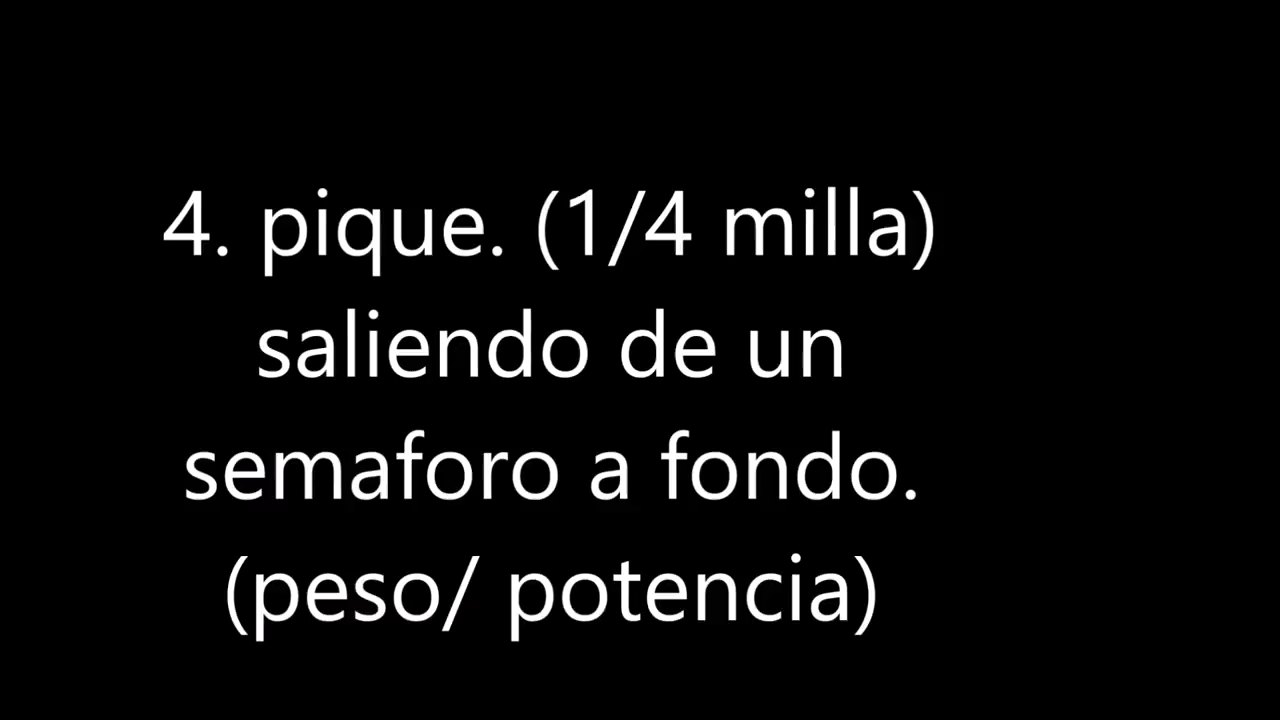 4. pique. (1/4 milla)
saliendo de un
semaforo a fondo.
(peso/ potencia)